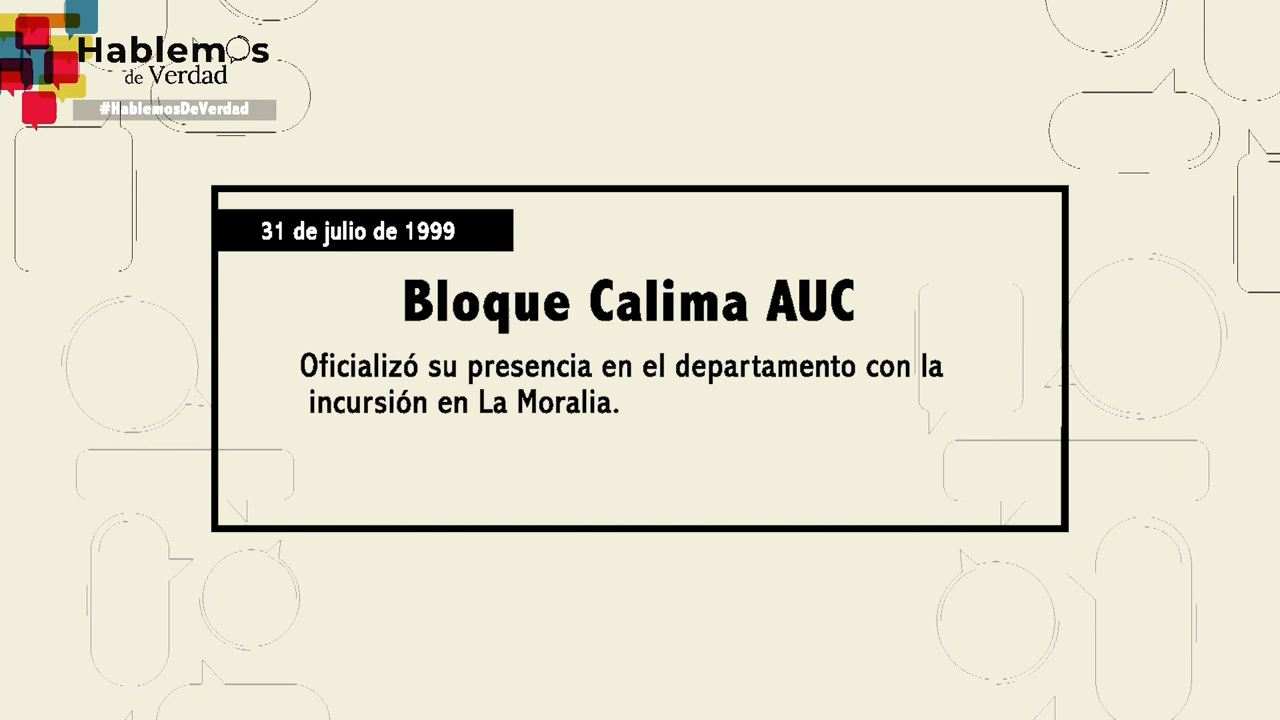 Hablemos
de Verdad
#HablemosDeVerdad
31 de julio de 1999
Bloque Calima AUC
Oficializó su presencia en el departamento con la
incursión en La Moralia.